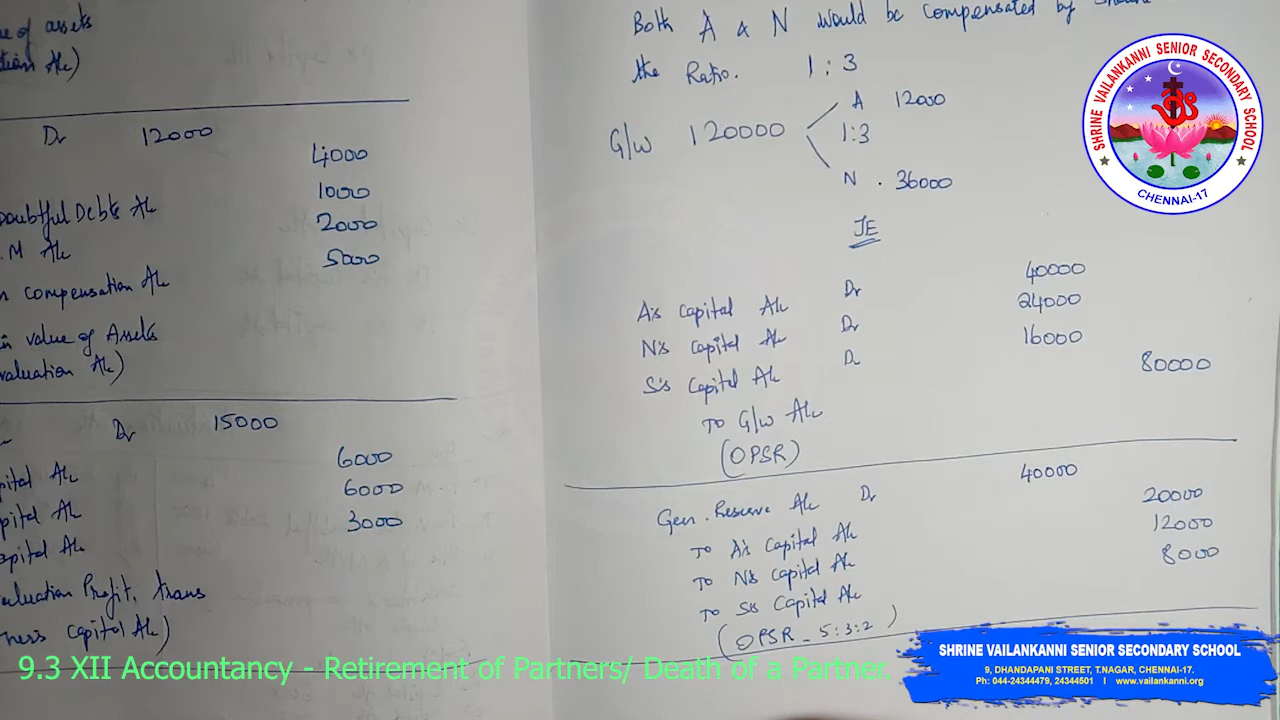 ue of assets
ation A/c)
Dr 12000
4000
1000
Doubtful Debts A/c
2000
.M A/c
5000
n compensation A/c
in value of Assets
valuation A/c)
Dr 15000
6000
pital A/c
6000
pital A/c
3000
apital A/c
aluation Profit, trans
tner's Capital A/c)
Both A & N would be compensated by
the Ratio. 1 : 3
A 12000
G/W 120000 1:3
N . 36000
JE
A's Capital A/c Dr 40000
N's Capital A/c Dr 24000
S's Capital A/c Dr 16000
To G/W A/c 80000
(OPSR)
Gen. Reserve A/c Dr 40000
To A's Capital A/c 20000
To N's Capital A/c 12000
To S's Capital A/c 8000
(OPSR - 5:3:2)
SHRINE VAILANKANNI SENIOR SECONDARY SCHOOL
CHENNAI-17
9.3 XII Accountancy - Retirement of Partners/ Death of a Partner.
SHRINE VAILANKANNI SENIOR SECONDARY SCHOOL
9, DHANDAPANI STREET, T.NAGAR, CHENNAI-17.
Ph: 044-24344479, 24344501 I www.vailankanni.org